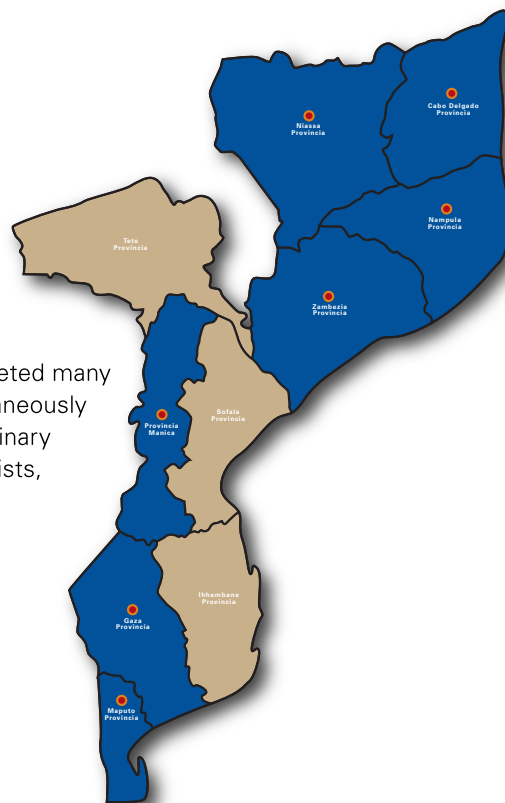 Cabo Delgado
Provincia
Niassa
Provincia
Nampula
Provincia
Tete
Provincia
Zambezia
Provincia
eted many
aneously
inary
ists,
Sofala
Provincia
Provincia
Manica
Ihhambane
Provincia
Gaza
Provincia
Maputo
Provincia